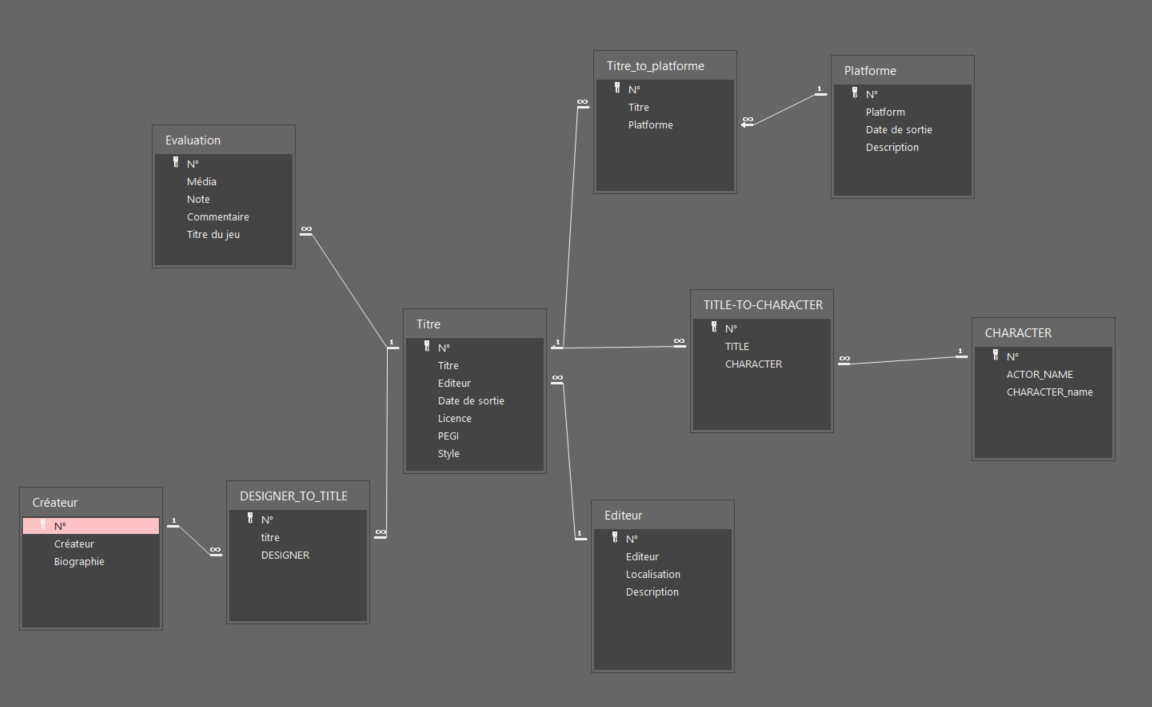 Titre_to_platforme
N°
Titre
Platforme
Platforme
N°
Platform
Date de sortie
Description
Evaluation
N°
Média
Note
Commentaire
Titre du jeu
Titre
N°
Titre
Editeur
Date de sortie
Licence
PEGI
Style
TITLE-TO-CHARACTER
N°
TITLE
CHARACTER
CHARACTER
N°
ACTOR_NAME
CHARACTER_name
Créateur
N°
Créateur
Biographie
DESIGNER_TO_TITLE
N°
titre
DESIGNER
Editeur
N°
Editeur
Localisation
Description
∞
1
∞
∞
1
1
∞
∞
1
∞
1
∞
∞
1